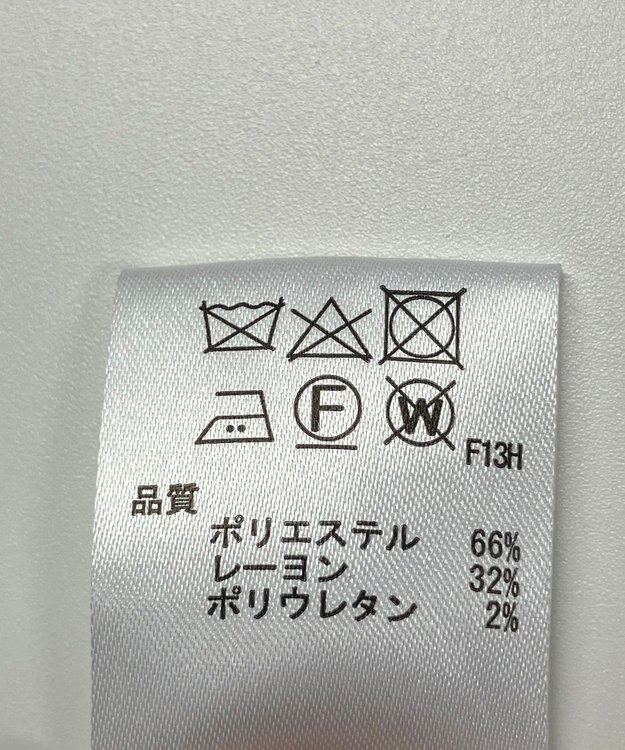 F W F13H
品質
ポリエステル 66%
レーヨン 32%
ポリウレタン 2%